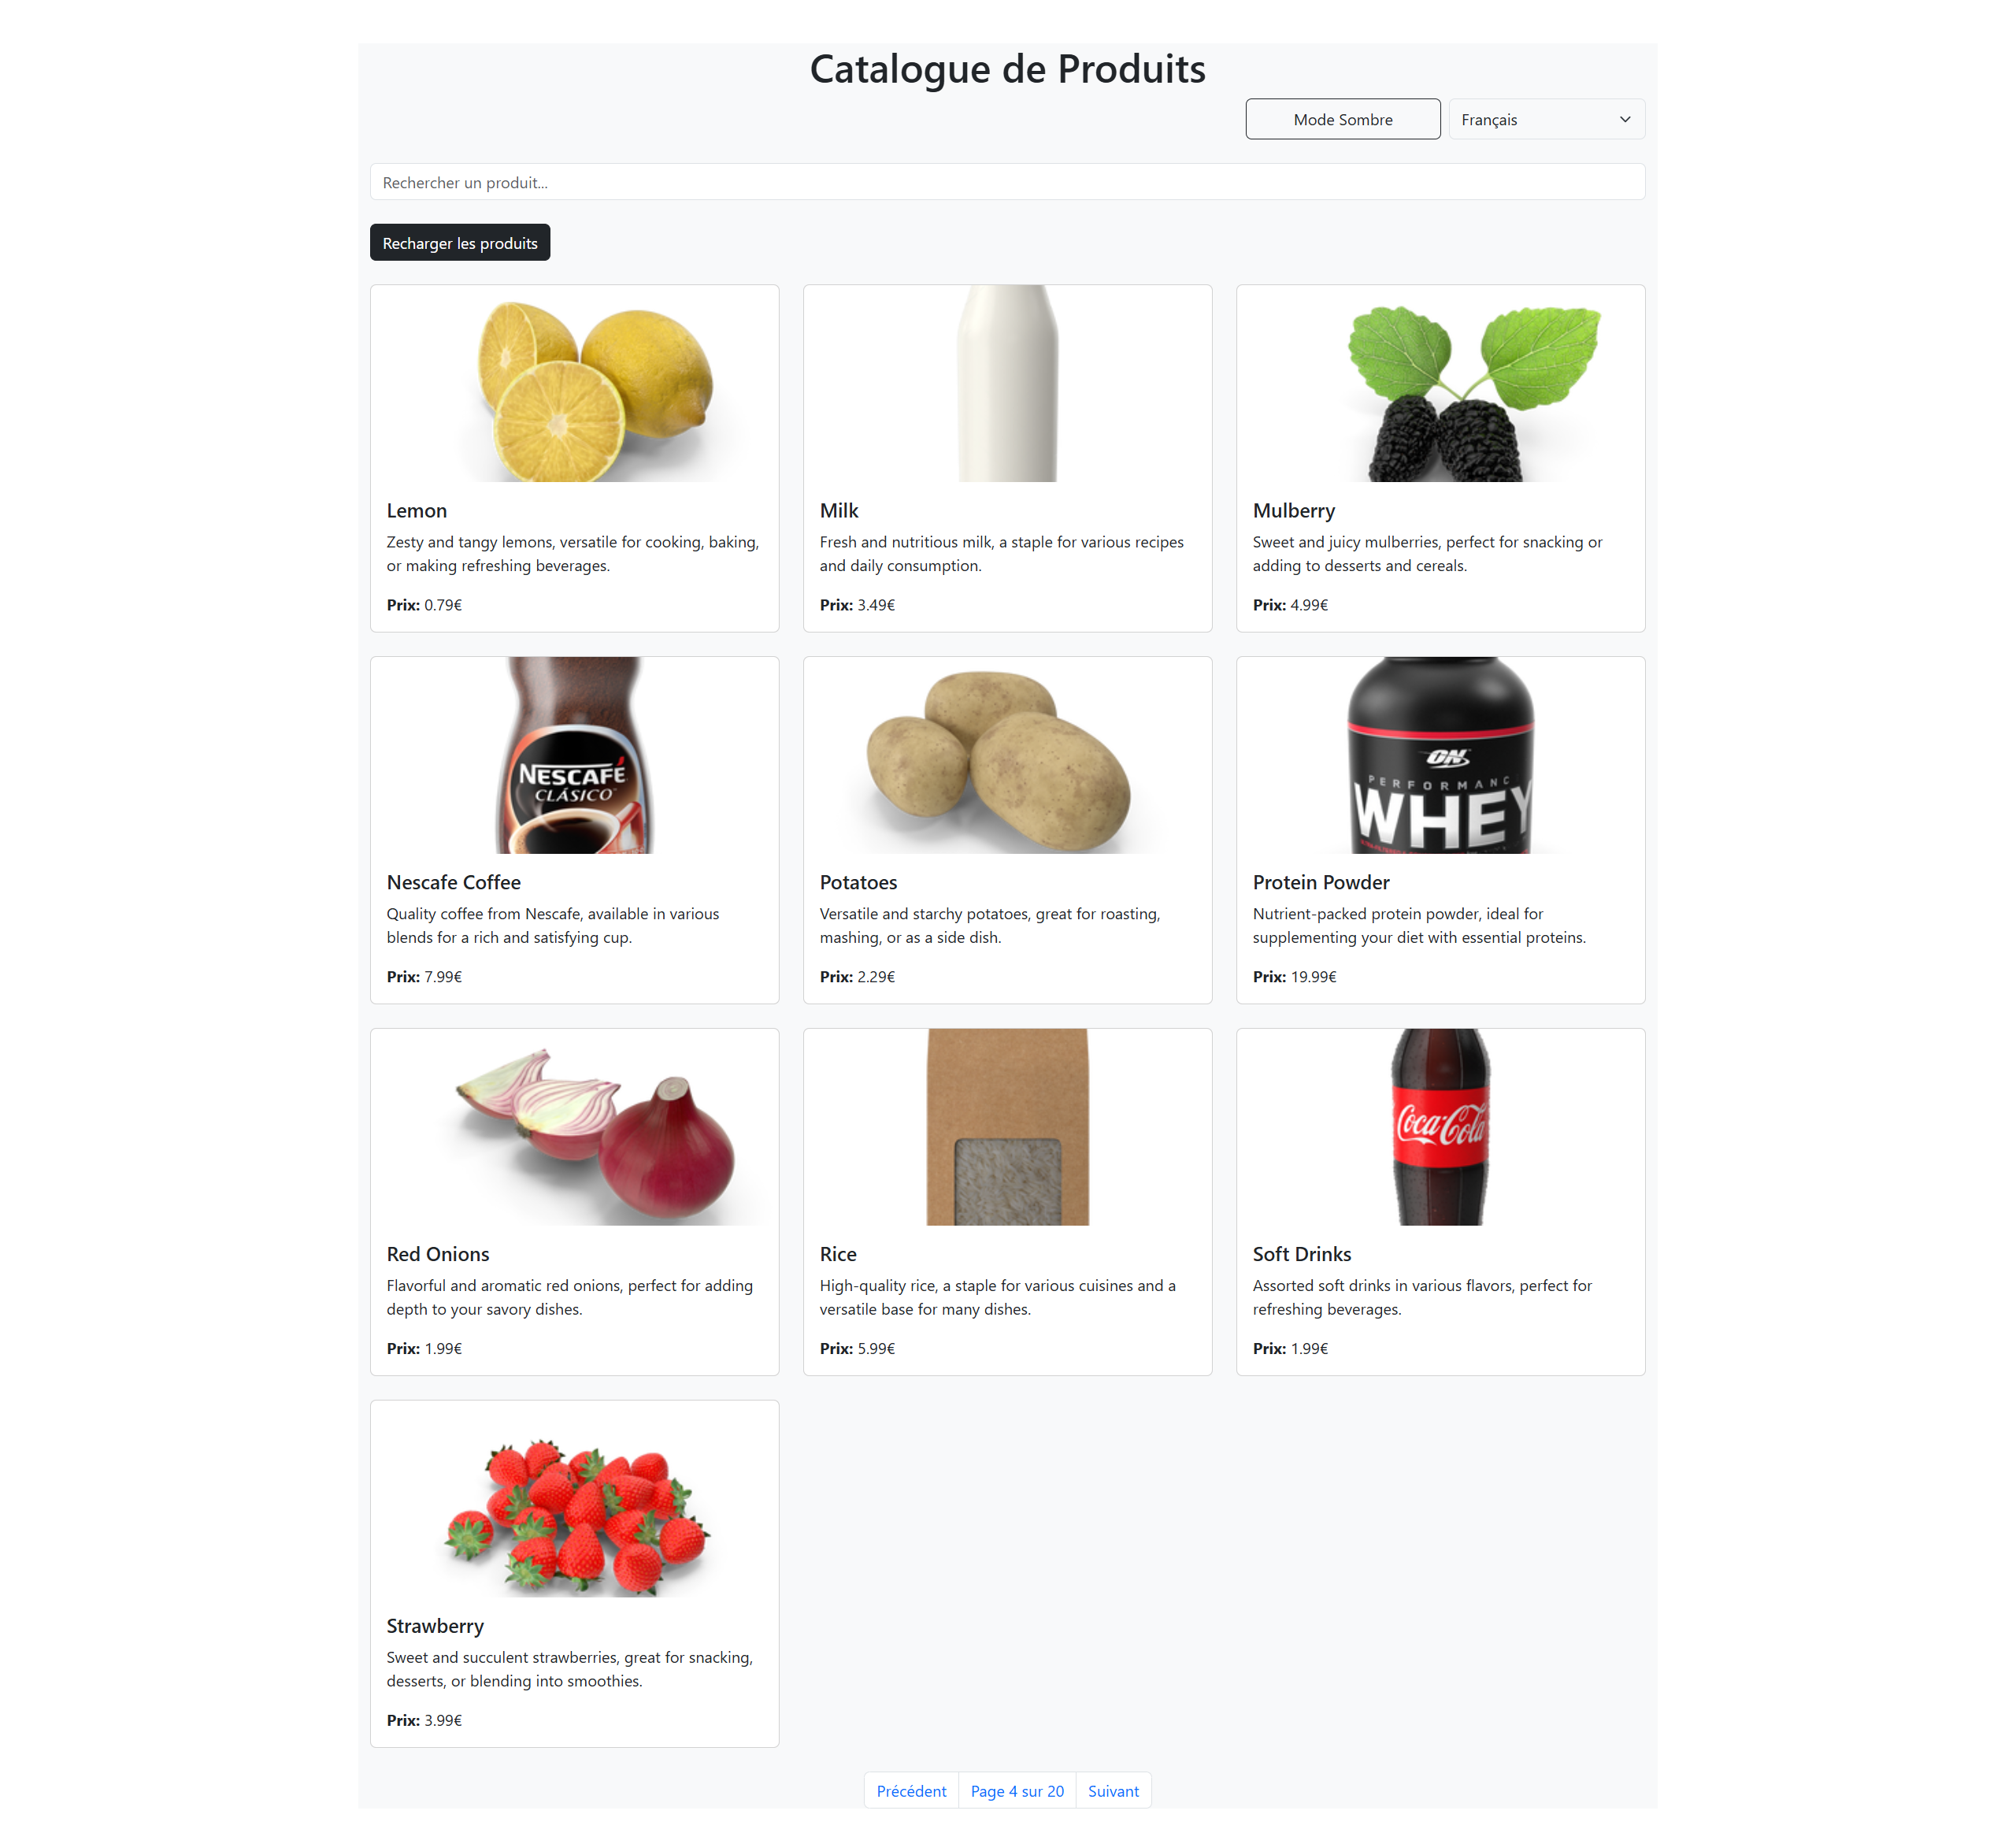 Catalogue de Produits
Mode Sombre
Français
Rechercher un produit...
Recharger les produits
Lemon
Zesty and tangy lemons, versatile for cooking, baking,
or making refreshing beverages.
Prix: 0.79€
Milk
Fresh and nutritious milk, a staple for various recipes
and daily consumption.
Prix: 3.49€
Mulberry
Sweet and juicy mulberries, perfect for snacking or
adding to desserts and cereals.
Prix: 4.99€
NESCAFÉ
CLÁSICO
Nescafe Coffee
Quality coffee from Nescafe, available in various
blends for a rich and satisfying cup.
Prix: 7.99€
Potatoes
Versatile and starchy potatoes, great for roasting,
mashing, or as a side dish.
Prix: 2.29€
ON
PERFORMANC
WHEY
Protein Powder
Nutrient-packed protein powder, ideal for
supplementing your diet with essential proteins.
Prix: 19.99€
Red Onions
Flavorful and aromatic red onions, perfect for adding
depth to your savory dishes.
Prix: 1.99€
Rice
High-quality rice, a staple for various cuisines and a
versatile base for many dishes.
Prix: 5.99€
Coca-Cola
Soft Drinks
Assorted soft drinks in various flavors, perfect for
refreshing beverages.
Prix: 1.99€
Strawberry
Sweet and succulent strawberries, great for snacking,
desserts, or blending into smoothies.
Prix: 3.99€
Précédent
Page 4 sur 20
Suivant